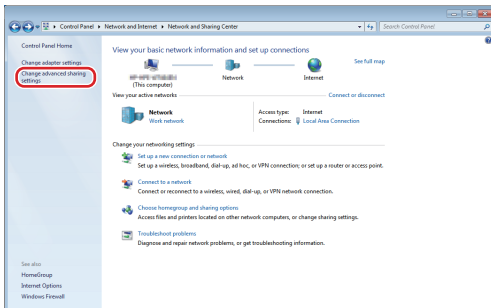 Control Panel ▸ Network and Internet ▸ Network and Sharing Center
Search Control Panel
Control Panel Home
Change adapter settings
Change advanced sharing
settings
See also
HomeGroup
Internet Options
Windows Firewall
View your basic network information and set up connections
See full map
(This computer)
Network
Internet
View your active networks
Connect or disconnect
Network
Work network
Access type: Internet
Connections: Local Area Connection
Change your networking settings
Set up a new connection or network
Set up a wireless, broadband, dial-up, ad hoc, or VPN connection; or set up a router or access point.
Connect to a network
Connect or reconnect to a wireless, wired, dial-up, or VPN network connection.
Choose homegroup and sharing options
Access files and printers located on other network computers, or change sharing settings.
Troubleshoot problems
Diagnose and repair network problems, or get troubleshooting information.